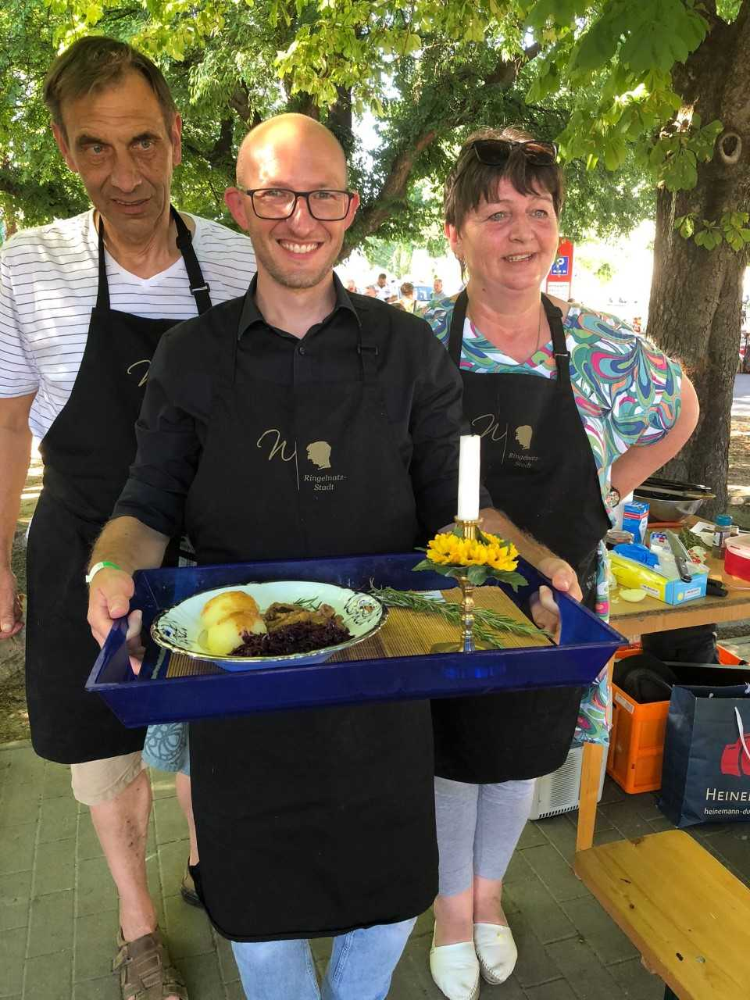 W
Ringelnatz-
Stadt
W
Ringelnatz-
Stadt
HEINE
heinemann-du